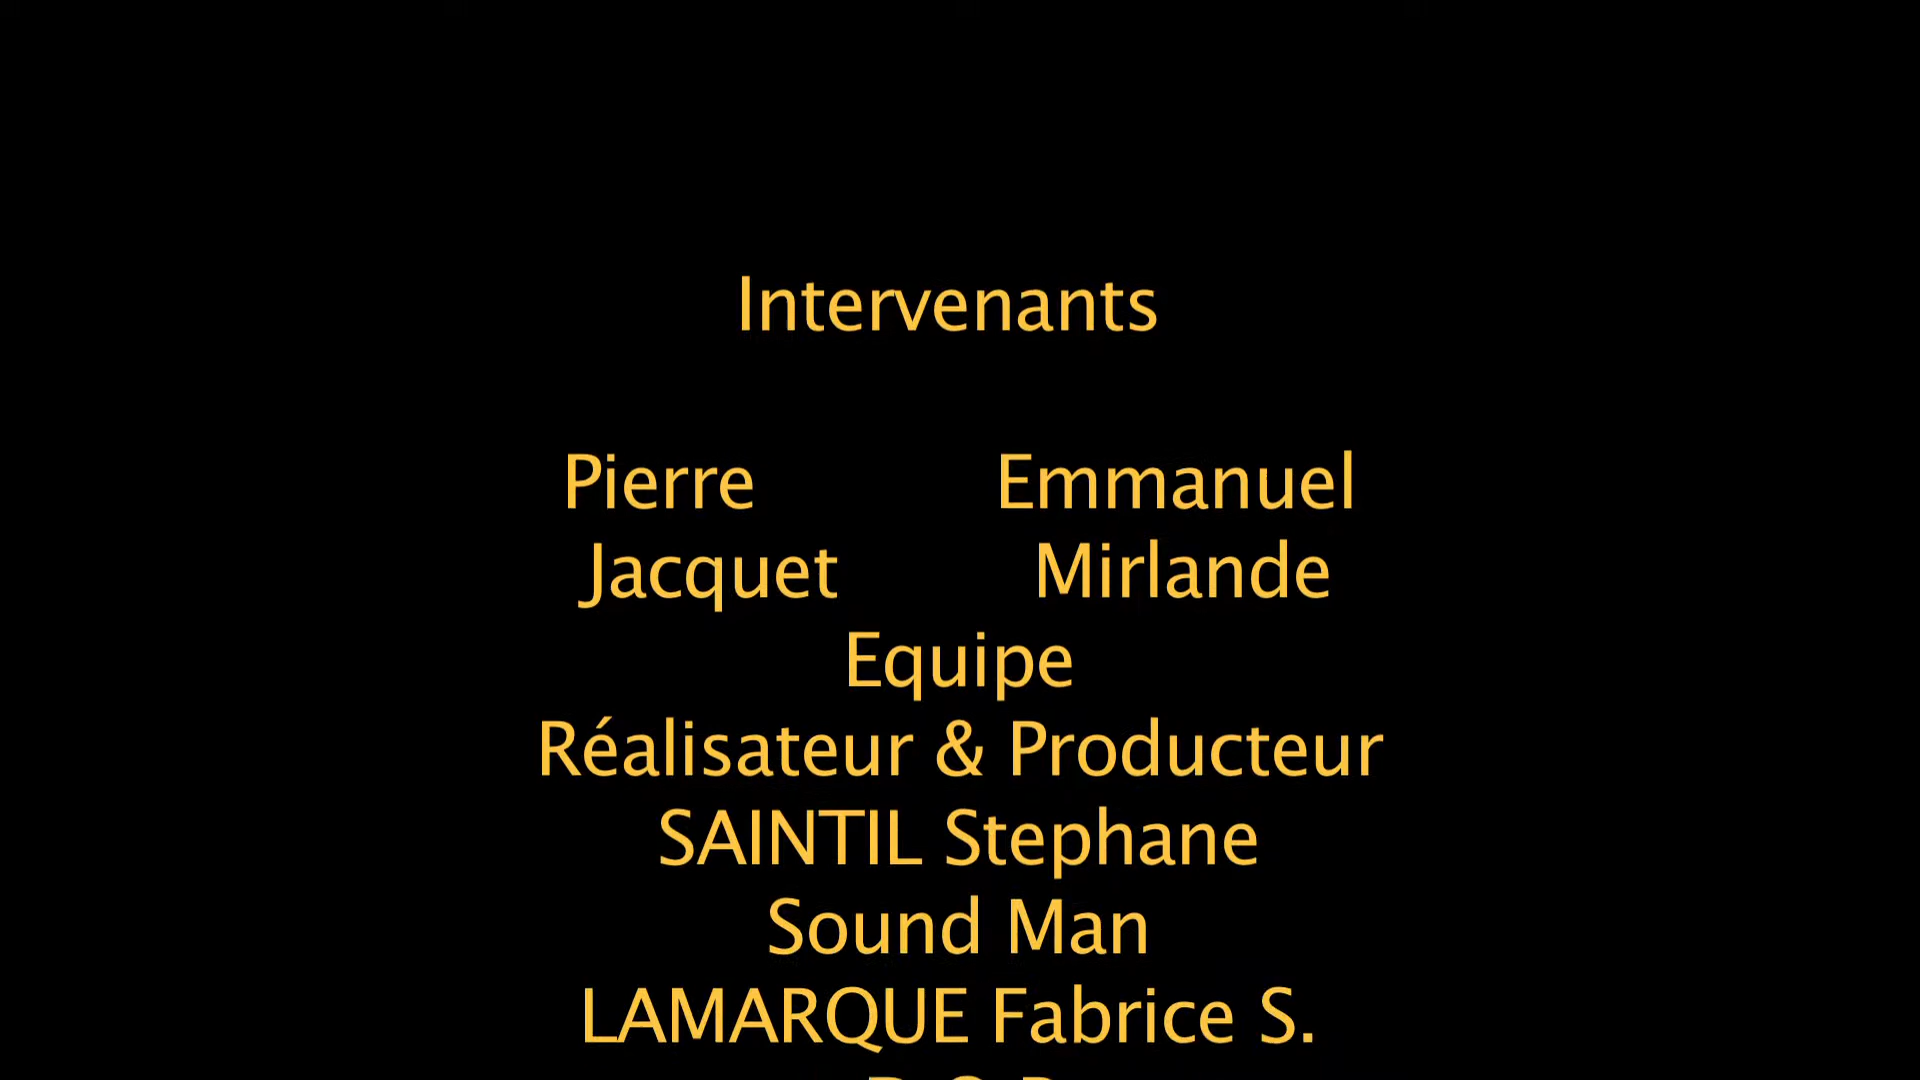 Intervenants
Pierre Emmanuel
Jacquet Mirlande
Equipe
Réalisateur & Producteur
SAINTIL Stephane
Sound Man
LAMARQUE Fabrice S.